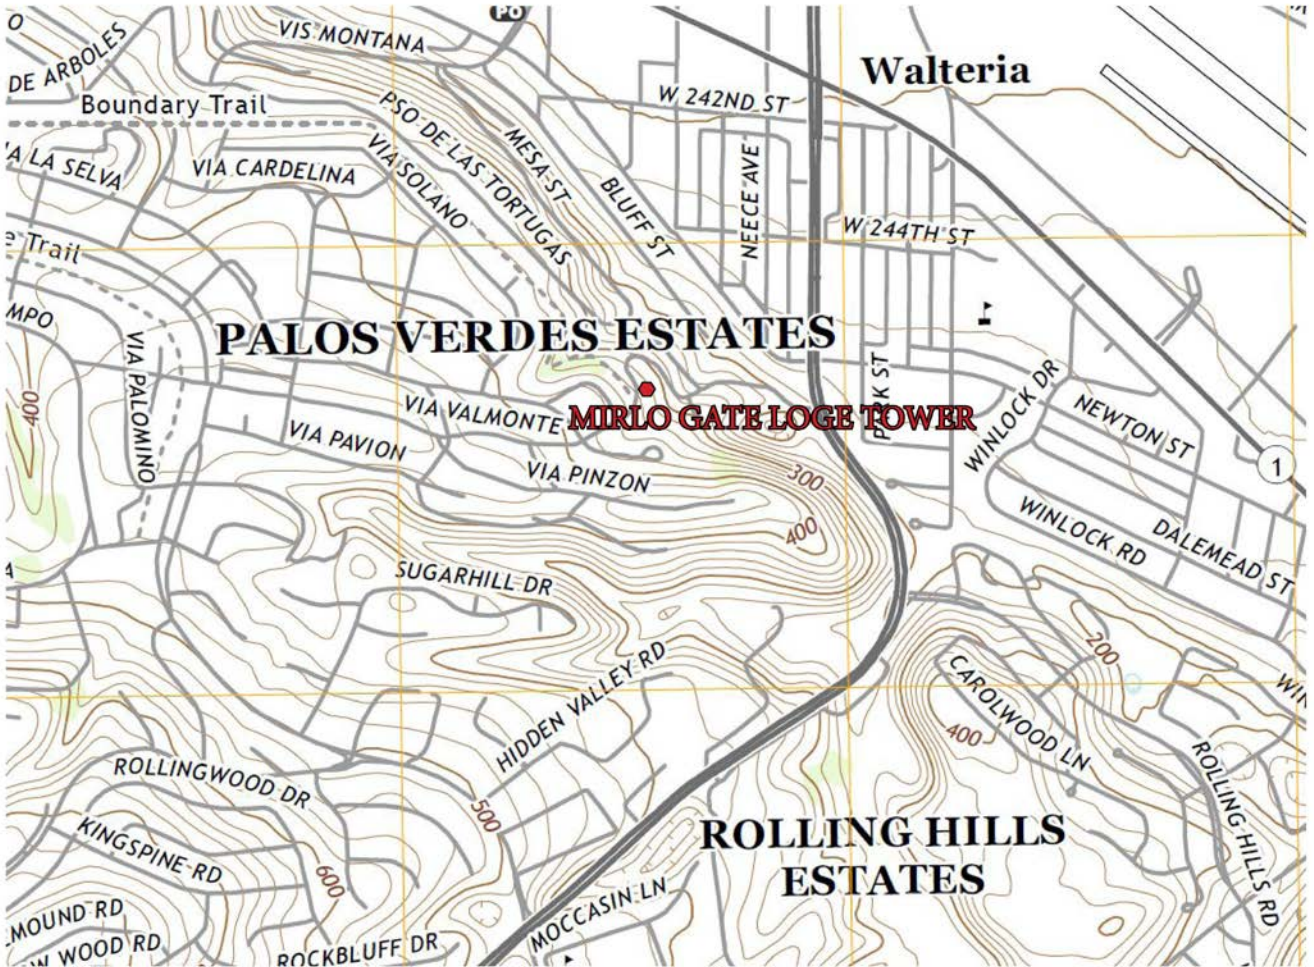 O
PO
VIS MONTANA
DE ARBOLES
Walteria
Boundary Trail
W 242ND ST
PSO DE LAS TORTUGAS
MESA ST
VIA SOLANO
NEECE AVE
A LA SELVA
VIA CARDELINA
BLUFF ST
W 244TH ST
e Trail
MPO
PALOS VERDES ESTATES
VIA PALOMINO
400
WINLOCK DR
VIA VALMONTE
MIRLO GATE LOGE TOWER
NEWTON ST
VIA PAVION
1
VIA PINZON
300
400
WINLOCK RD
DALEMEAD ST
A
SUGARHILL DR
200
HIDDEN VALLEY RD
CAROLWOOD LN
WIN
400
ROLLINGWOOD DR
ROLLING HILLS RD
500
KINGSPINE RD
ROLLING HILLS
ESTATES
600
MOCCASIN LN
MOUND RD
W WOOD RD
ROCKBLUFF DR